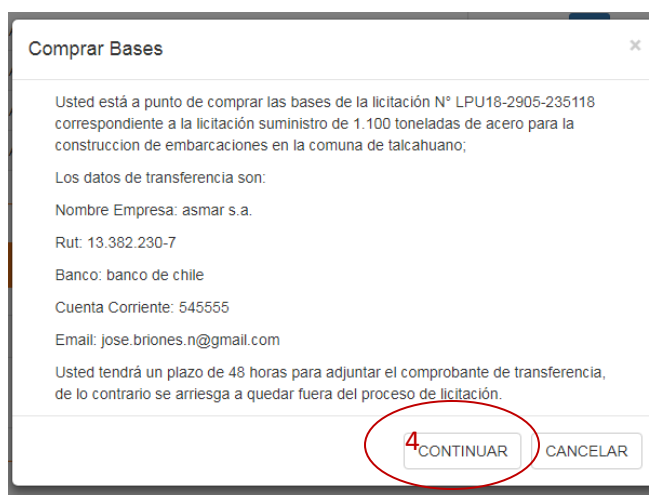 Comprar Bases
×
Usted está a punto de comprar las bases de la licitación N° LPU18-2905-235118
correspondiente a la licitación suministro de 1.100 toneladas de acero para la
construccion de embarcaciones en la comuna de talcahuano;
Los datos de transferencia son:
Nombre Empresa: asmar s.a.
Rut: 13.382.230-7
Banco: banco de chile
Cuenta Corriente: 545555
Email: jose.briones.n@gmail.com
Usted tendrá un plazo de 48 horas para adjuntar el comprobante de transferencia,
de lo contrario se arriesga a quedar fuera del proceso de licitación.
4 CONTINUAR CANCELAR